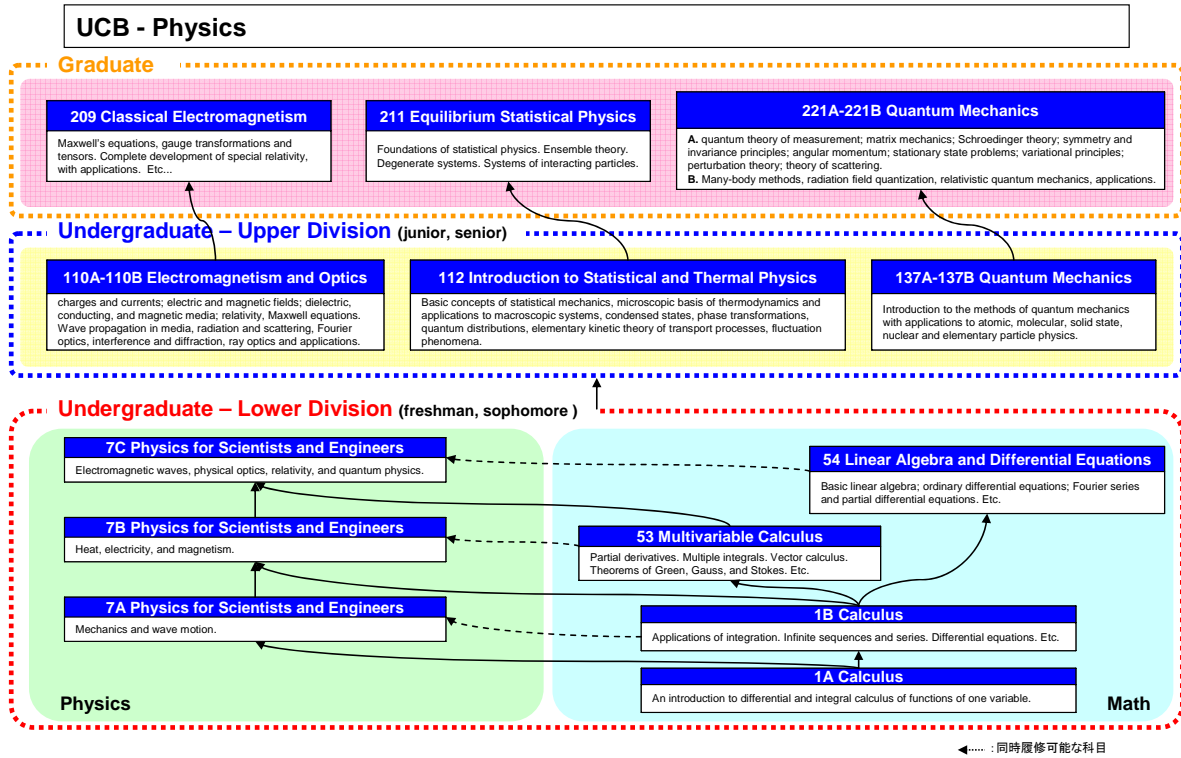 UCB - Physics
Graduate
209 Classical Electromagnetism
Maxwell's equations, gauge transformations and
tensors. Complete development of special relativity,
with applications. Etc...
211 Equilibrium Statistical Physics
Foundations of statistical physics. Ensemble theory.
Degenerate systems. Systems of interacting particles.
221A-221B Quantum Mechanics
A. quantum theory of measurement; matrix mechanics; Schroedinger theory; symmetry and
invariance principles; angular momentum; stationary state problems; variational principles;
perturbation theory; theory of scattering.
B. Many-body methods, radiation field quantization, relativistic quantum mechanics, applications.
Undergraduate – Upper Division (junior, senior)
110A-110B Electromagnetism and Optics
charges and currents; electric and magnetic fields; dielectric,
conducting, and magnetic media; relativity, Maxwell equations.
Wave propagation in media, radiation and scattering, Fourier
optics, interference and diffraction, ray optics and applications.
112 Introduction to Statistical and Thermal Physics
Basic concepts of statistical mechanics, microscopic basis of thermodynamics and
applications to macroscopic systems, condensed states, phase transformations,
quantum distributions, elementary kinetic theory of transport processes, fluctuation
phenomena.
137A-137B Quantum Mechanics
Introduction to the methods of quantum mechanics
with applications to atomic, molecular, solid state,
nuclear and elementary particle physics.
Undergraduate – Lower Division (freshman, sophomore )
7C Physics for Scientists and Engineers
Electromagnetic waves, physical optics, relativity, and quantum physics.
54 Linear Algebra and Differential Equations
Basic linear algebra; ordinary differential equations; Fourier series
and partial differential equations. Etc.
7B Physics for Scientists and Engineers
Heat, electricity, and magnetism.
53 Multivariable Calculus
Partial derivatives. Multiple integrals. Vector calculus.
Theorems of Green, Gauss, and Stokes. Etc.
7A Physics for Scientists and Engineers
Mechanics and wave motion.
1B Calculus
Applications of integration. Infinite sequences and series. Differential equations. Etc.
1A Calculus
An introduction to differential and integral calculus of functions of one variable.
Physics
Math
: 同時履修可能な科目